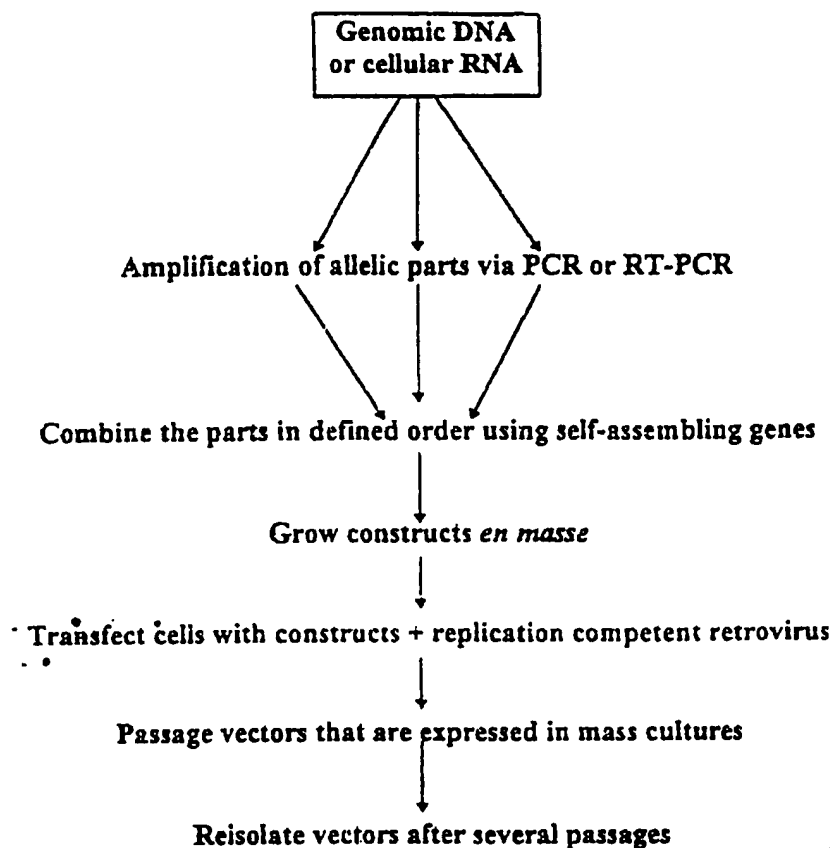 Genomic DNA
or cellular RNA
Amplification of allelic parts via PCR or RT-PCR
Combine the parts in defined order using self-assembling genes
Grow constructs en masse
Transfect cells with constructs + replication competent retrovirus
Passage vectors that are expressed in mass cultures
Reisolate vectors after several passages